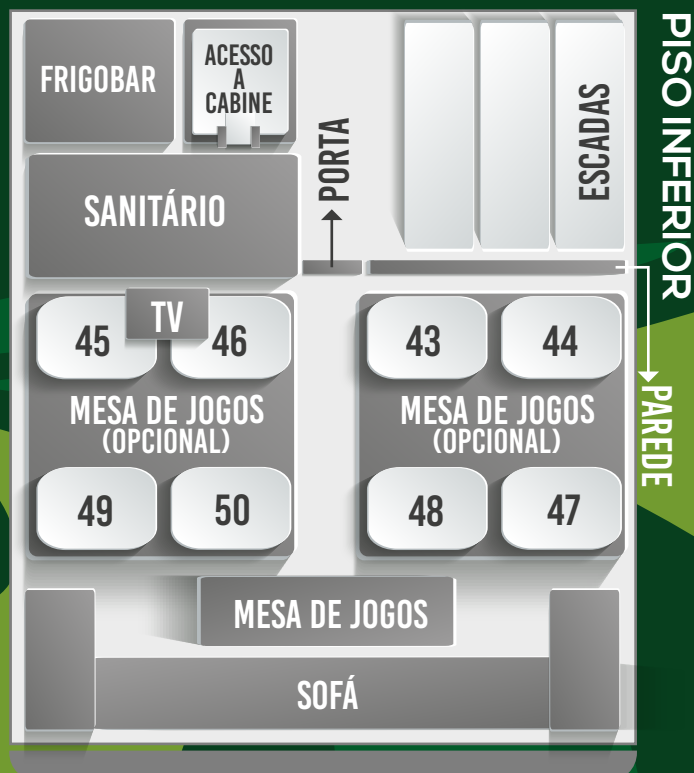 FRIGOBAR
ACESSO
A
CABINE
ESCADAS
PISO INFERIOR
PORTA
SANITÁRIO
TV
45
46
43
44
MESA DE JOGOS
(OPCIONAL)
MESA DE JOGOS
(OPCIONAL)
PAREDE
49
50
48
47
MESA DE JOGOS
SOFÁ